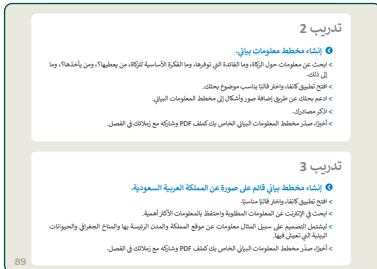 تدريب 2
إنشاء مخطط معلومات بياني.
> ابحث عن معلومات حول الزكاة، وما الفائدة التي توفرها، وما الفكرة الأساسية للزكاة، من يعطيها؟، ومن يأخذها؟، وما إلى ذلك.
> افتح تطبيق كانفا، واختر قالبًا يناسب موضوع بحثك.
> ادعم بحثك عن طريق إضافة صور وأشكال إلى مخطط المعلومات البياني.
> اذكر مصادرك.
> أخيرًا، صدّر مخطط المعلومات البياني الخاص بك كملف PDF وشاركه مع زملائك في الفصل.
تدريب 3
إنشاء مخطط بياني قائم على صورة عن المملكة العربية السعودية.
> افتح تطبيق كانفا، واختر قالبًا مناسبًا.
> ابحث في الإنترنت عن المعلومات المطلوبة واحتفظ بالمعلومات الأكثر أهمية.
> ليشتمل التصميم على سبيل المثال معلومات عن موقع المملكة والمدن الرئيسة بها والمناخ الجغرافي والحيوانات البيئية التي تعيش فيها.
> أخيرًا، صدّر مخطط المعلومات البياني الخاص بك كملف PDF وشاركه مع زملائك في الفصل.
89